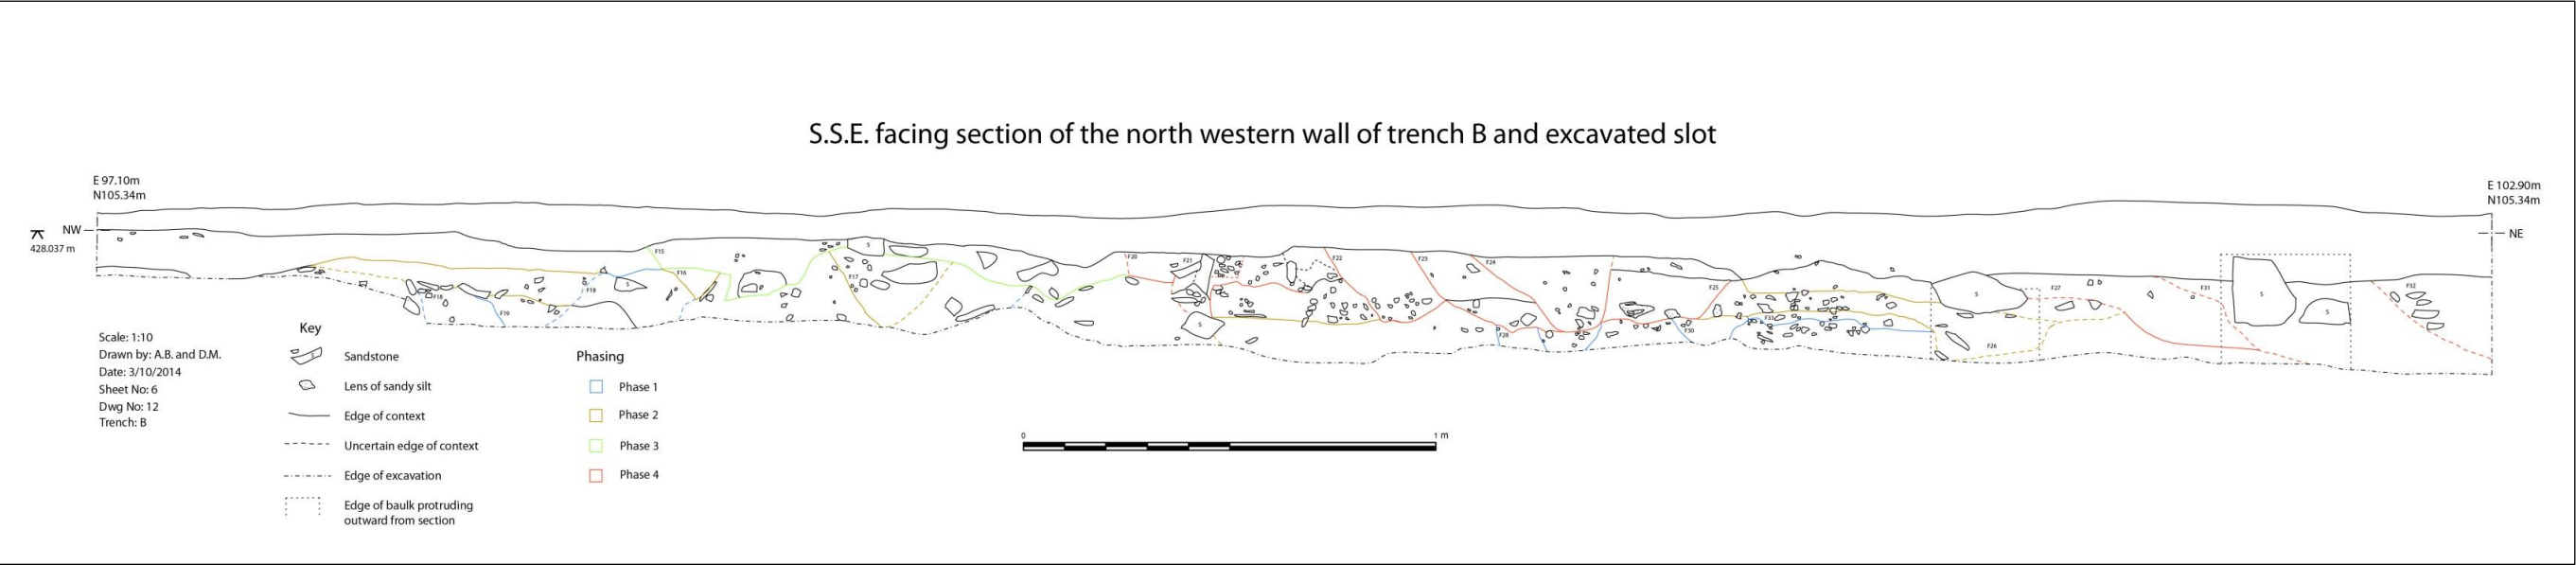 S.S.E. facing section of the north western wall of trench B and excavated slot
E 97.10m
N105.34m
E 102.90m
N105.34m
NW
428.037 m
NE
F15
F16
F17
F18
F18
F19
F20
F21
F22
F23
F24
F25
F26
F27
F28
F30
F31
F32
F33
S
S
S
S
S
S
Scale: 1:10
Drawn by: A.B. and D.M.
Date: 3/10/2014
Sheet No: 6
Dwg No: 12
Trench: B
Key
S
Sandstone
Lens of sandy silt
Edge of context
Uncertain edge of context
Edge of excavation
Edge of baulk protruding
outward from section
Phasing
Phase 1
Phase 2
Phase 3
Phase 4
0
1 m